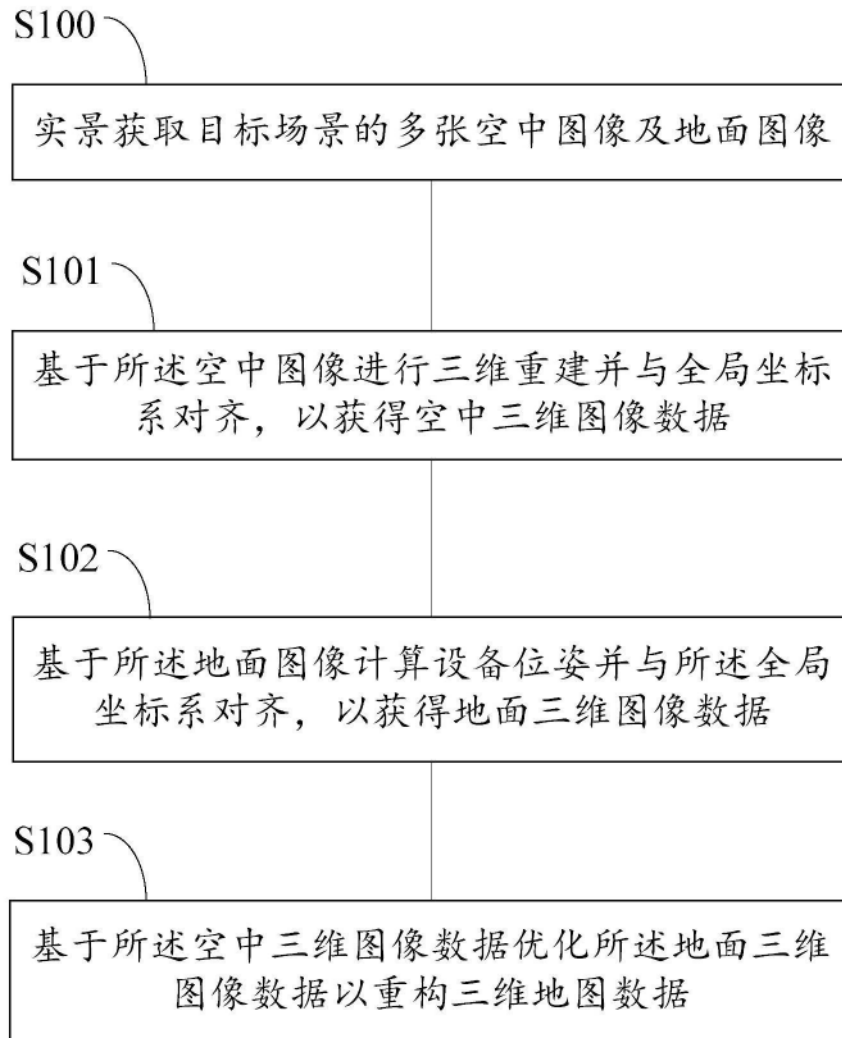 S100
实景获取目标场景的多张空中图像及地面图像
S101
基于所述空中图像进行三维重建并与全局坐标
系对齐，以获得空中三维图像数据
S102
基于所述地面图像计算设备位姿并与所述全局
坐标系对齐，以获得地面三维图像数据
S103
基于所述空中三维图像数据优化所述地面三维
图像数据以重构三维地图数据